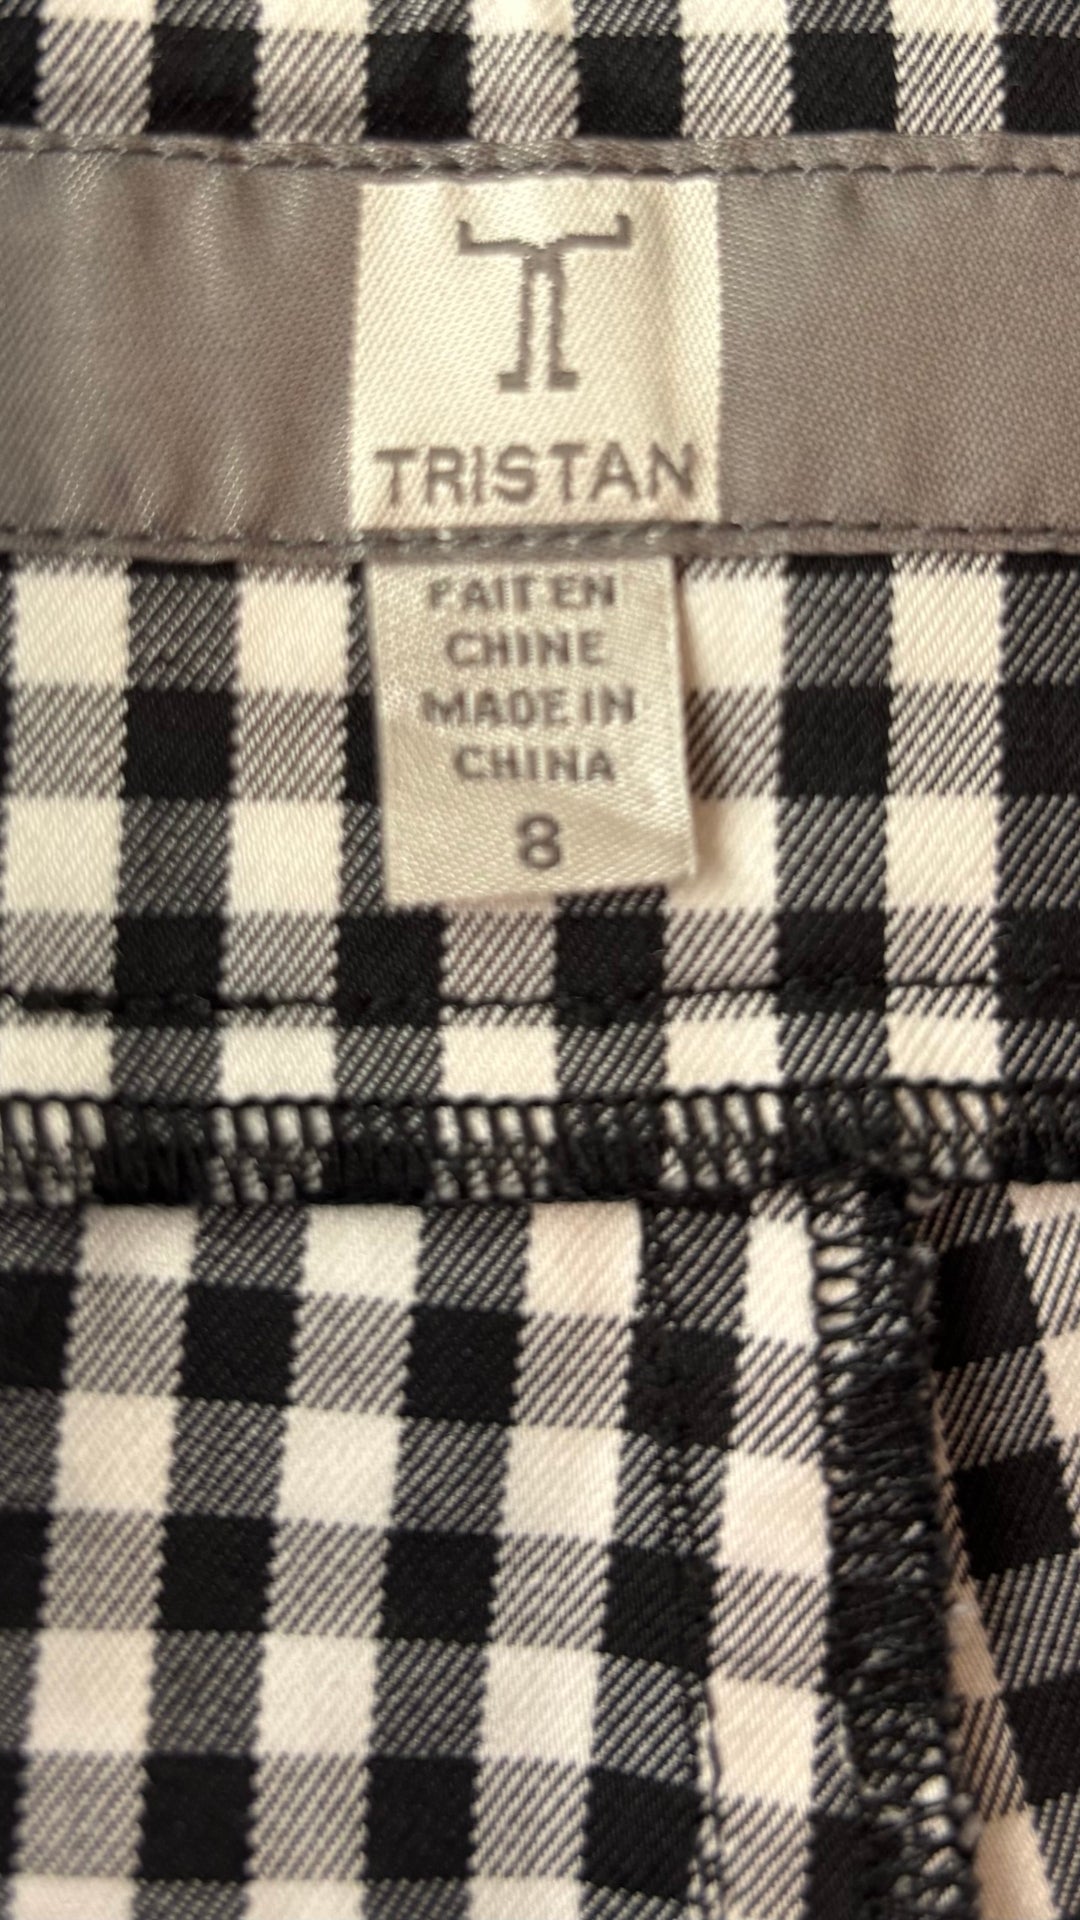 TRISTAN
FAIT EN
CHINE
MADE IN
CHINA
8